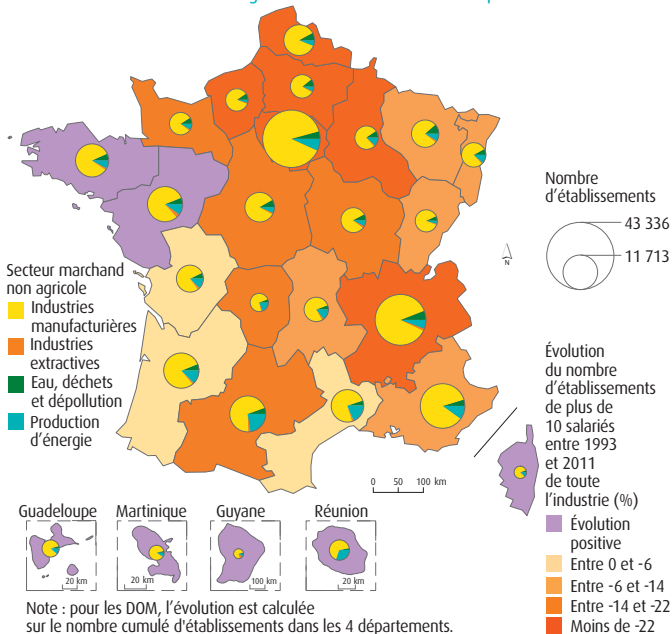 Nombre
d'établissements
43 336
11 713
N
Secteur marchand
non agricole
Industries
manufacturières
Industries
extractives
Eau, déchets
et dépollution
Production
d'énergie
Évolution
du nombre
d'établissements
de plus de
10 salariés
entre 1993
et 2011
de toute
l'industrie (%)
Évolution
positive
Entre 0 et -6
Entre -6 et -14
Entre -14 et -22
Moins de -22
0 50 100 km
Guadeloupe
Martinique
Guyane
Réunion
20 km
20 km
100 km
20 km
Note : pour les DOM, l'évolution est calculée
sur le nombre cumulé d'établissements dans les 4 départements.